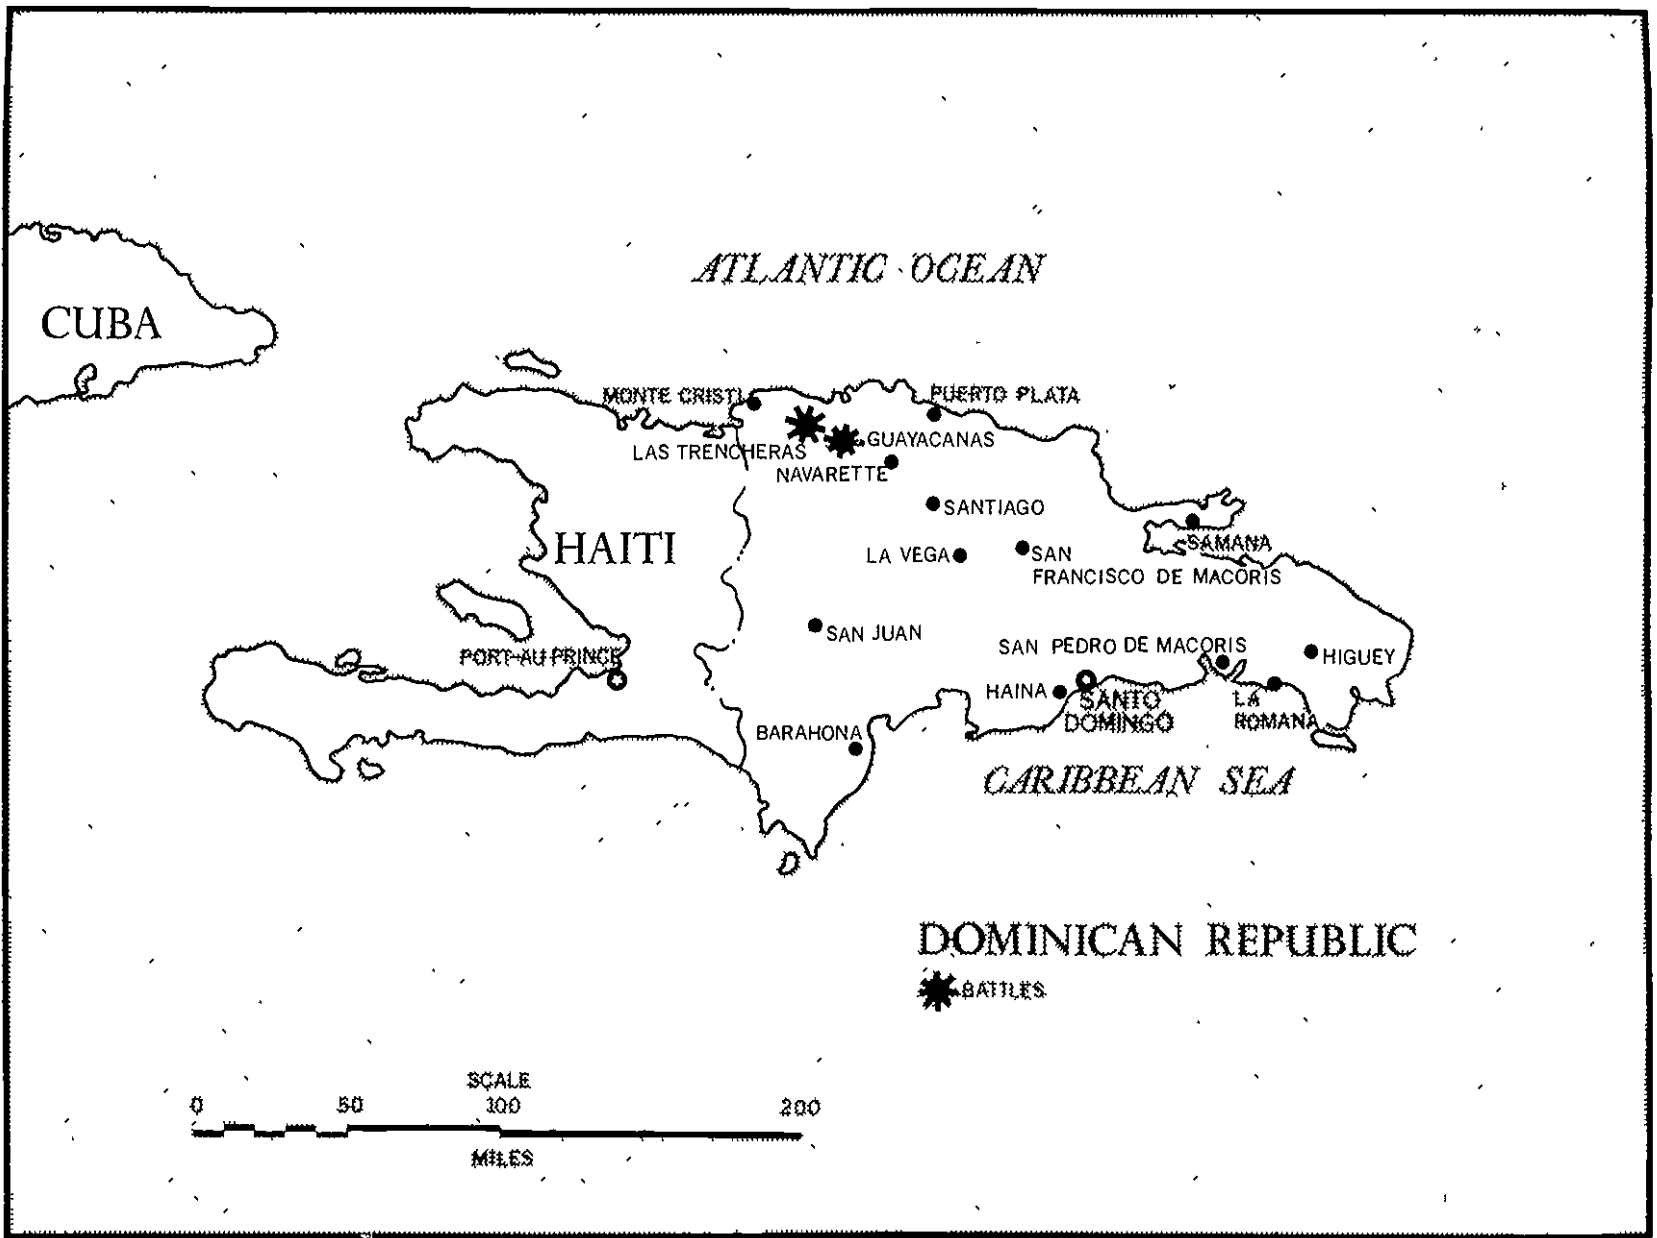 ATLANTIC OCEAN
CUBA
MONTE CRISTI
PUERTO PLATA
LAS TRENCHERAS
GUAYACANAS
NAVARETTE
SANTIAGO
HAITI
LA VEGA
SAN
FRANCISCO DE MACORIS
SAMANA
SAN JUAN
SAN PEDRO DE MACORIS
PORT-AU PRINCE
HIGUEY
HAINA
SANTO
DOMINGO
LA
ROMANA
BARAHONA
CARIBBEAN SEA
DOMINICAN REPUBLIC
BATTLES
SCALE
0 50 100 200
MILES